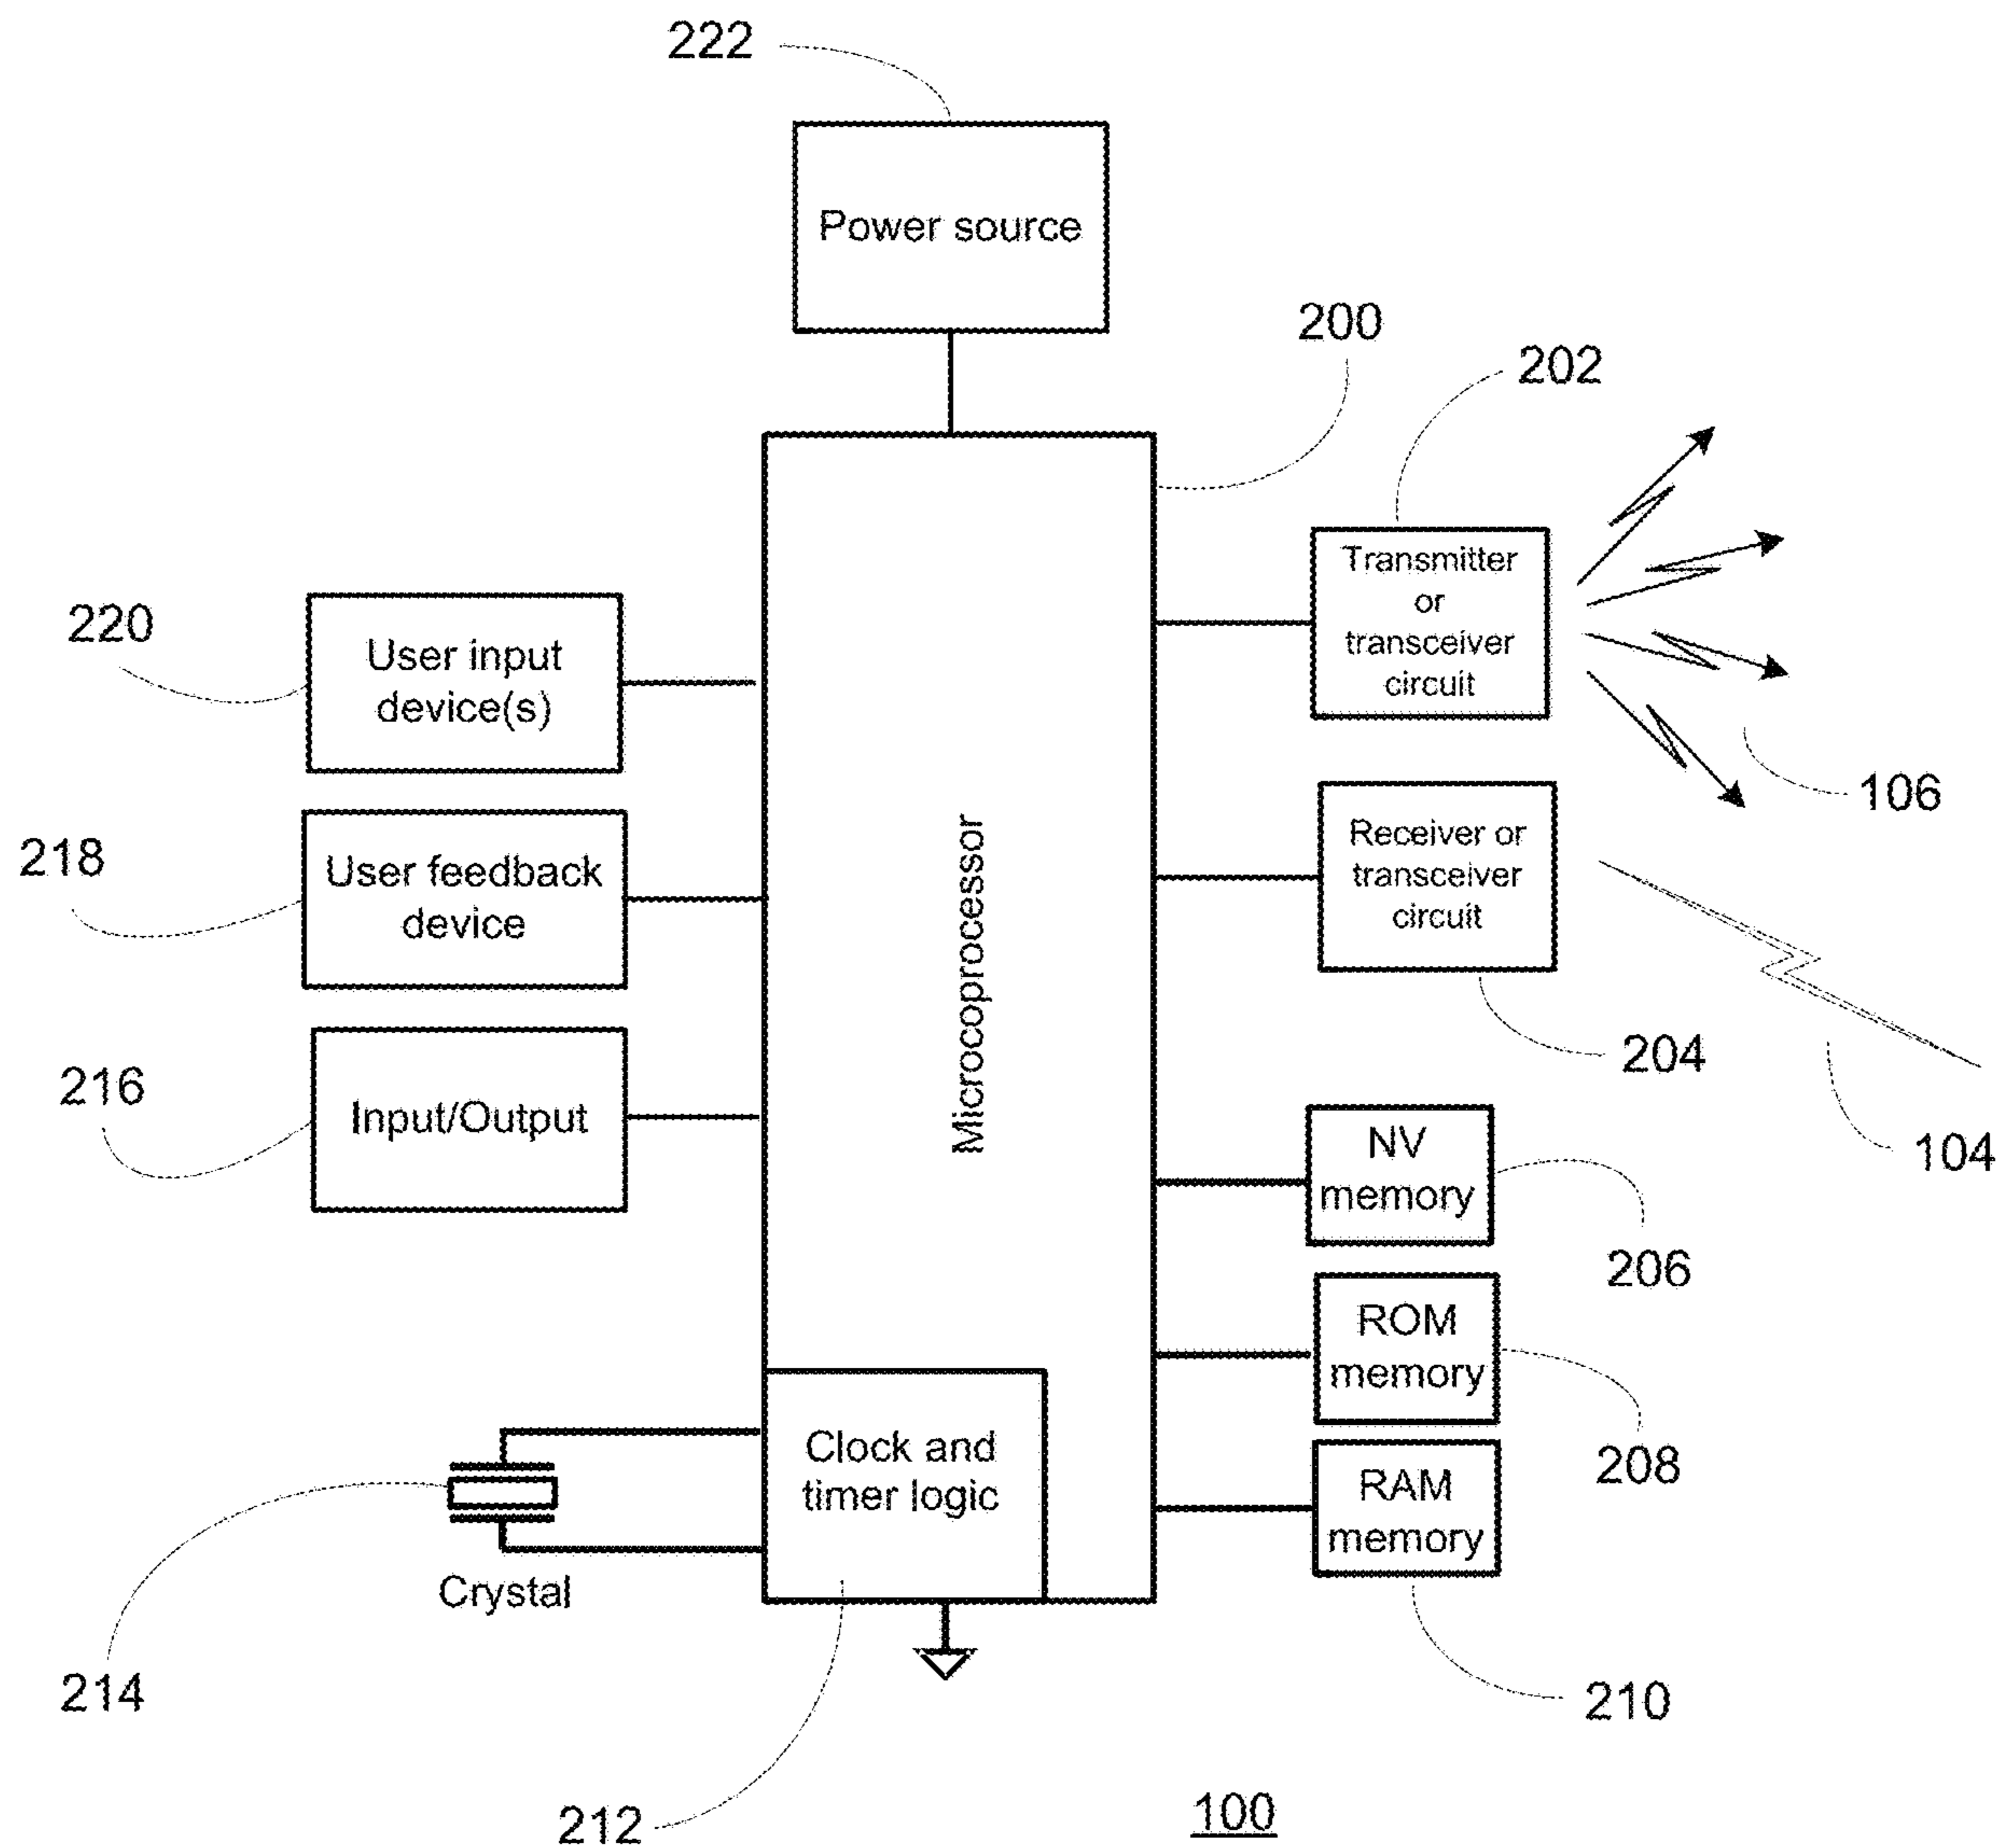 222
Power source
200
202
Transmitter
or
transceiver
circuit
106
220
User input
device(s)
218
User feedback
device
Receiver or
transceiver
circuit
204
104
216
Input/Output
Microcoprocessor
NV
memory
206
ROM
memory
208
RAM
memory
210
Clock and
timer logic
Crystal
214
212
100